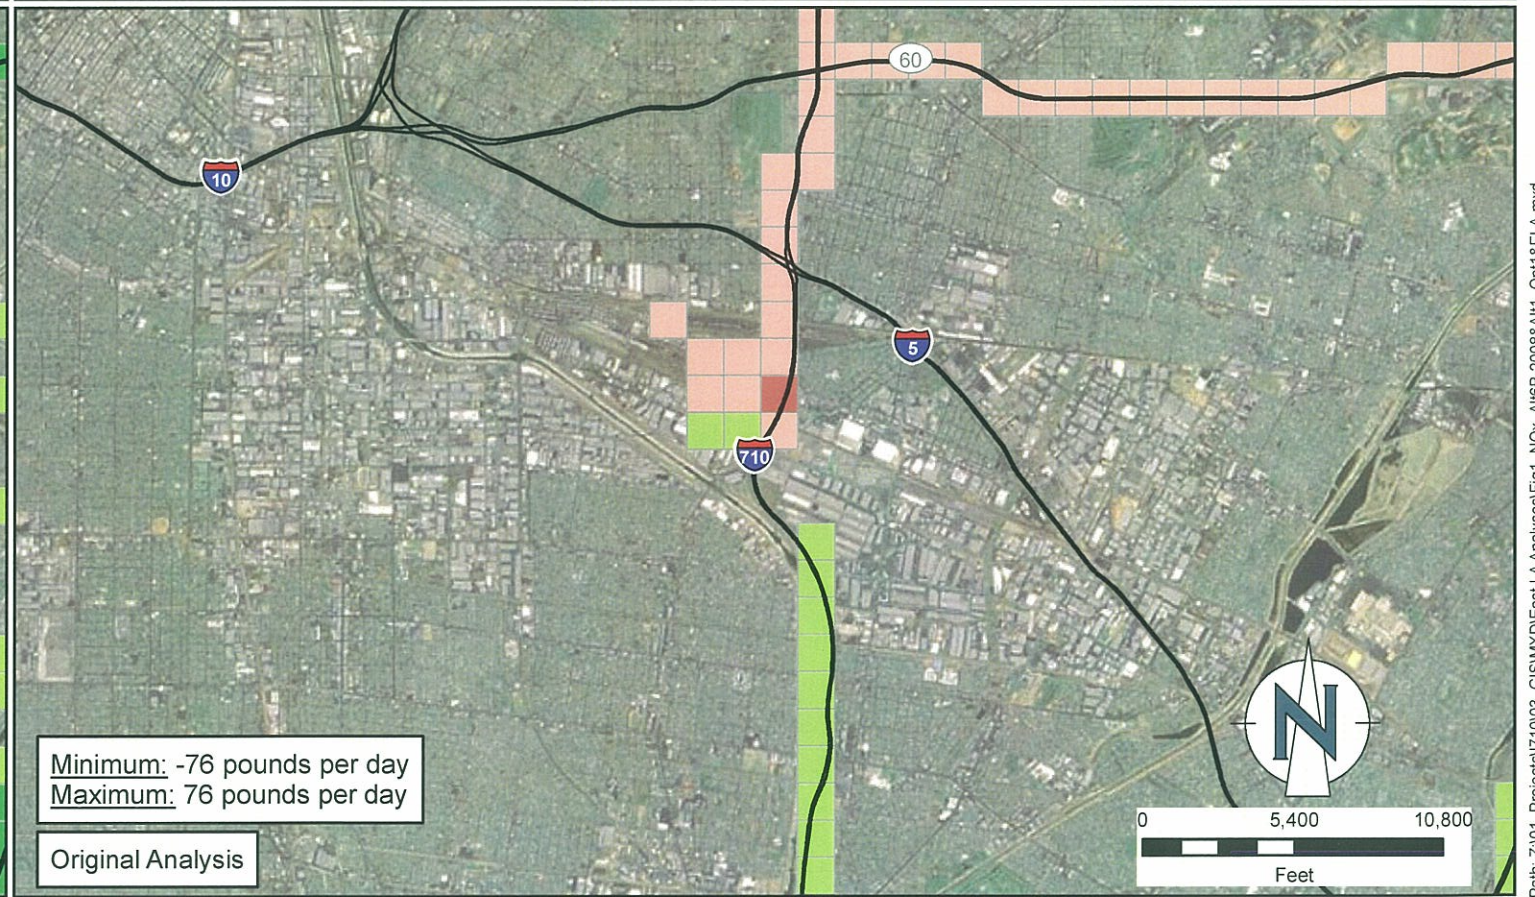 60
10
5
710
Minimum: -76 pounds per day
Maximum: 76 pounds per day
Original Analysis
N
0 5,400 10,800
Feet